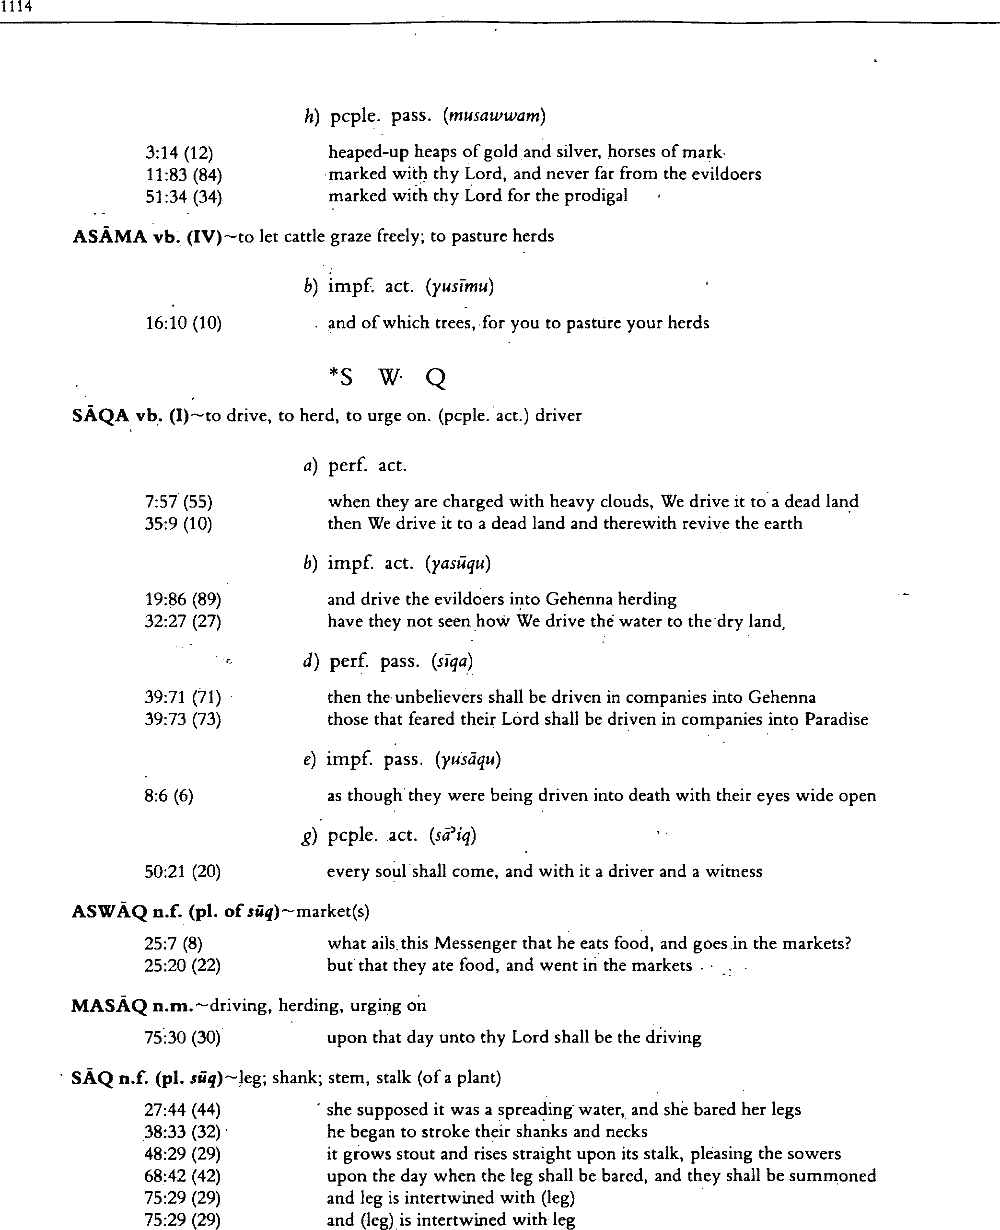 1114
h) pcple. pass. (musawwam)
3:14 (12) heaped-up heaps of gold and silver, horses of mark
11:83 (84) marked with thy Lord, and never far from the evildoers
51:34 (34) marked with thy Lord for the prodigal
ASĀMA vb. (IV)~to let cattle graze freely; to pasture herds
b) impf. act. (yusīmu)
16:10 (10) and of which trees, for you to pasture your herds
*S W Q
SĀQA vb. (I)~to drive, to herd, to urge on. (pcple. act.) driver
a) perf. act.
7:57 (55) when they are charged with heavy clouds, We drive it to a dead land
35:9 (10) then We drive it to a dead land and therewith revive the earth
b) impf. act. (yasūqu)
19:86 (89) and drive the evildoers into Gehenna herding
32:27 (27) have they not seen how We drive the water to the dry land,
d) perf. pass. (sīqa)
39:71 (71) then the unbelievers shall be driven in companies into Gehenna
39:73 (73) those that feared their Lord shall be driven in companies into Paradise
e) impf. pass. (yusāqu)
8:6 (6) as though they were being driven into death with their eyes wide open
g) pcple. act. (sāʾiq)
50:21 (20) every soul shall come, and with it a driver and a witness
ASWĀQ n.f. (pl. of sūq)~market(s)
25:7 (8) what ails this Messenger that he eats food, and goes in the markets?
25:20 (22) but that they ate food, and went in the markets
MASĀQ n.m.~driving, herding, urging on
75:30 (30) upon that day unto thy Lord shall be the driving
SĀQ n.f. (pl. sūq)~leg; shank; stem, stalk (of a plant)
27:44 (44) she supposed it was a spreading water, and she bared her legs
38:33 (32) he began to stroke their shanks and necks
48:29 (29) it grows stout and rises straight upon its stalk, pleasing the sowers
68:42 (42) upon the day when the leg shall be bared, and they shall be summoned
75:29 (29) and leg is intertwined with (leg)
75:29 (29) and (leg) is intertwined with leg